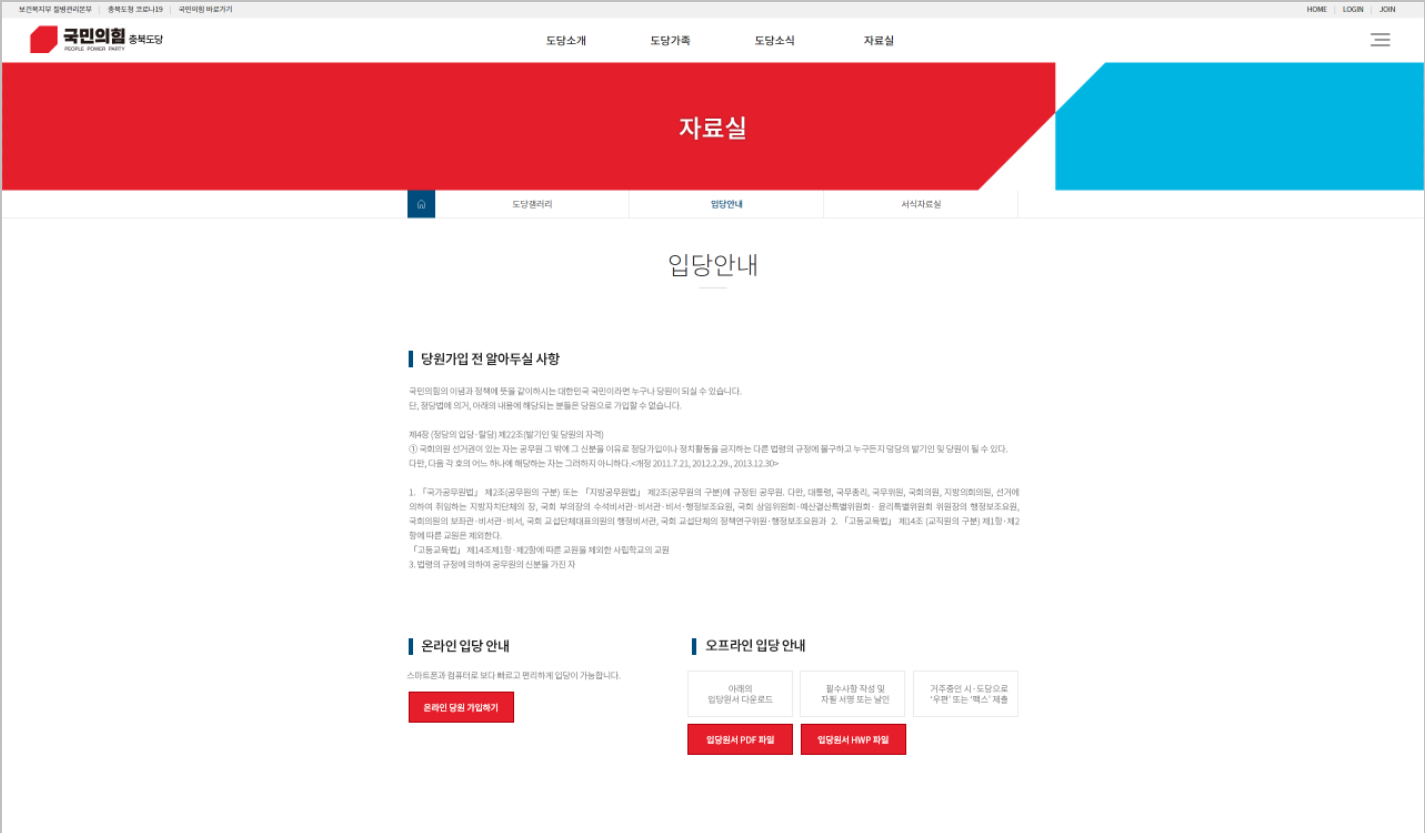 보건복지부 질병관리본부 | 충북도청 코로나19 | 국민의힘 바로가기
HOME | LOGIN | JOIN
국민의힘 충북도당
PEOPLE POWER PARTY
도당소개 도당가족 도당소식 자료실
자료실
도당갤러리 입당안내 서식자료실
입당안내
당원가입 전 알아두실 사항
국민의힘의 이념과 정책에 뜻을 같이하시는 대한민국 국민이라면 누구나 당원이 되실 수 있습니다.
단, 정당법에 의거, 아래의 내용에 해당되는 분들은 당원으로 가입할 수 없습니다.
제4장 (정당의 입당·탈당) 제22조(발기인 및 당원의 자격)
① 국회의원 선거권이 있는 자는 공무원 그 밖에 그 신분을 이유로 정당가입이나 정치활동을 금지하는 다른 법령의 규정에 불구하고 누구든지 덩당의 발기인 및 당원이 될 수 있다.
다만, 다음 각 호의 어느 하나에 해당하는 자는 그러하지 아니하다.<개정 2011.7.21, 2012.2.29., 2013.12.30>
1. 「국가공무원법」 제2조(공무원의 구분) 또는 「지방공무원법」 제2조(공무원의 구분)에 규정된 공무원. 다만, 대통령, 국무총리, 국무위원, 국회의원, 지방의회의원, 선거에
의하여 취임하는 지방자치단체의 장, 국회 부의장의 수석비서관·비서관·비서·행정보조요원, 국회 상임위원회·예산결산특별위원회· 윤리특별위원회 위원장의 행정보조요원,
국회의원의 보좌관·비서관·비서, 국회 교섭단체대표의원의 행정비서관, 국회 교섭단체의 정책연구위원·행정보조요원과 2. 「고등교육법」 제14조 (교직원의 구분) 제1항·제2
항에 따른 교원은 제외한다.
「고등교육법」 제14조제1항·제2항에 따른 교원을 제외한 사립학교의 교원
3. 법령의 규정에 의하여 공무원의 신분을 가진 자
온라인 입당 안내
스마트폰과 컴퓨터로 보다 빠르고 편리하게 입당이 가능합니다.
온라인 당원 가입하기
오프라인 입당 안내
아래의
입당원서 다운로드
필수사항 작성 및
자필 서명 또는 날인
거주중인 시·도당으로
'우편' 또는 '팩스' 제출
입당원서 PDF 파일
입당원서 HWP 파일